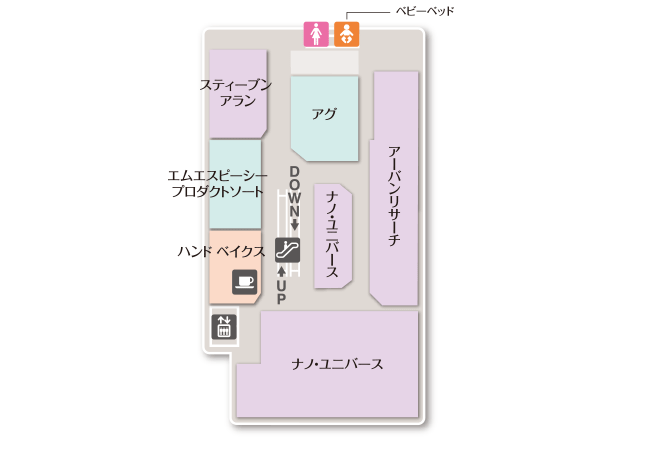 ベビーベッド
スティーブン
アラン
アグ
エムエスピーシー
プロダクトソート
ハンド ベイクス
DOWN
UP
ナノ・ユニバース
アーバンリサーチ
ナノ・ユニバース